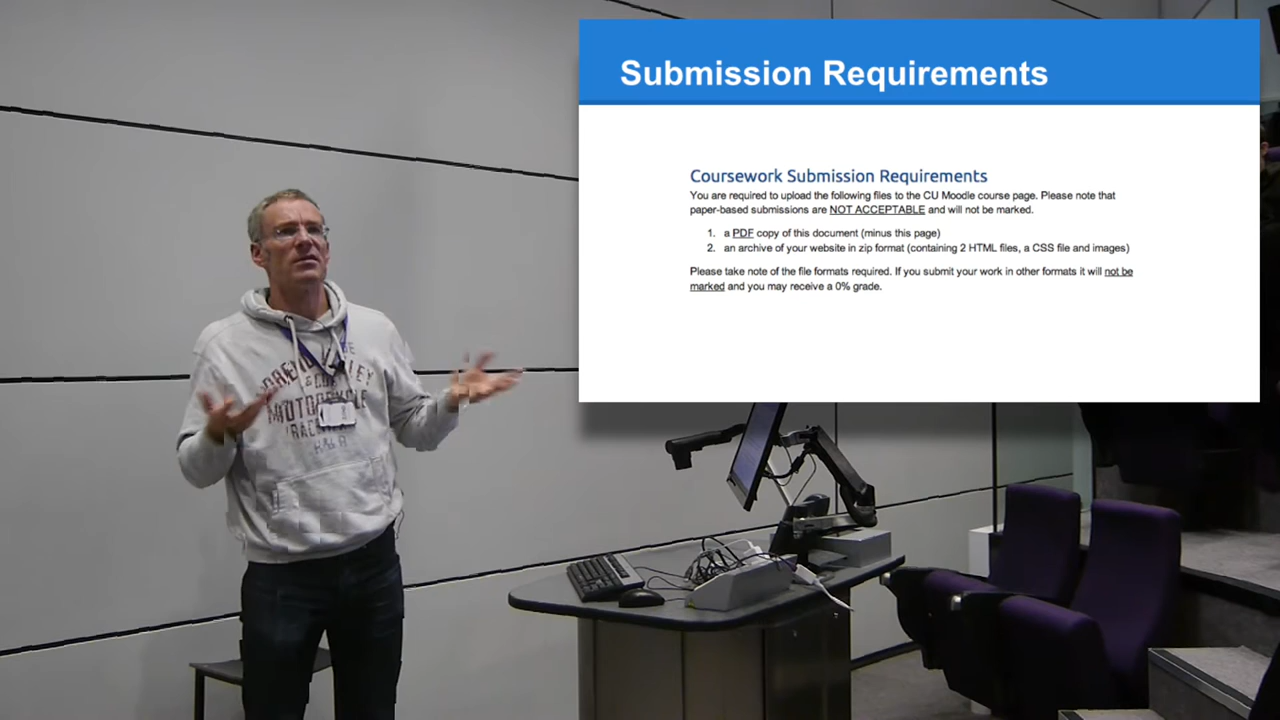 Submission Requirements
Coursework Submission Requirements
You are required to upload the following files to the CU Moodle course page. Please note that
paper-based submissions are NOT ACCEPTABLE and will not be marked.
1. a PDF copy of this document (minus this page)
2. an archive of your website in zip format (containing 2 HTML files, a CSS file and images)
Please take note of the file formats required. If you submit your work in other formats it will not be
marked and you may receive a 0% grade.